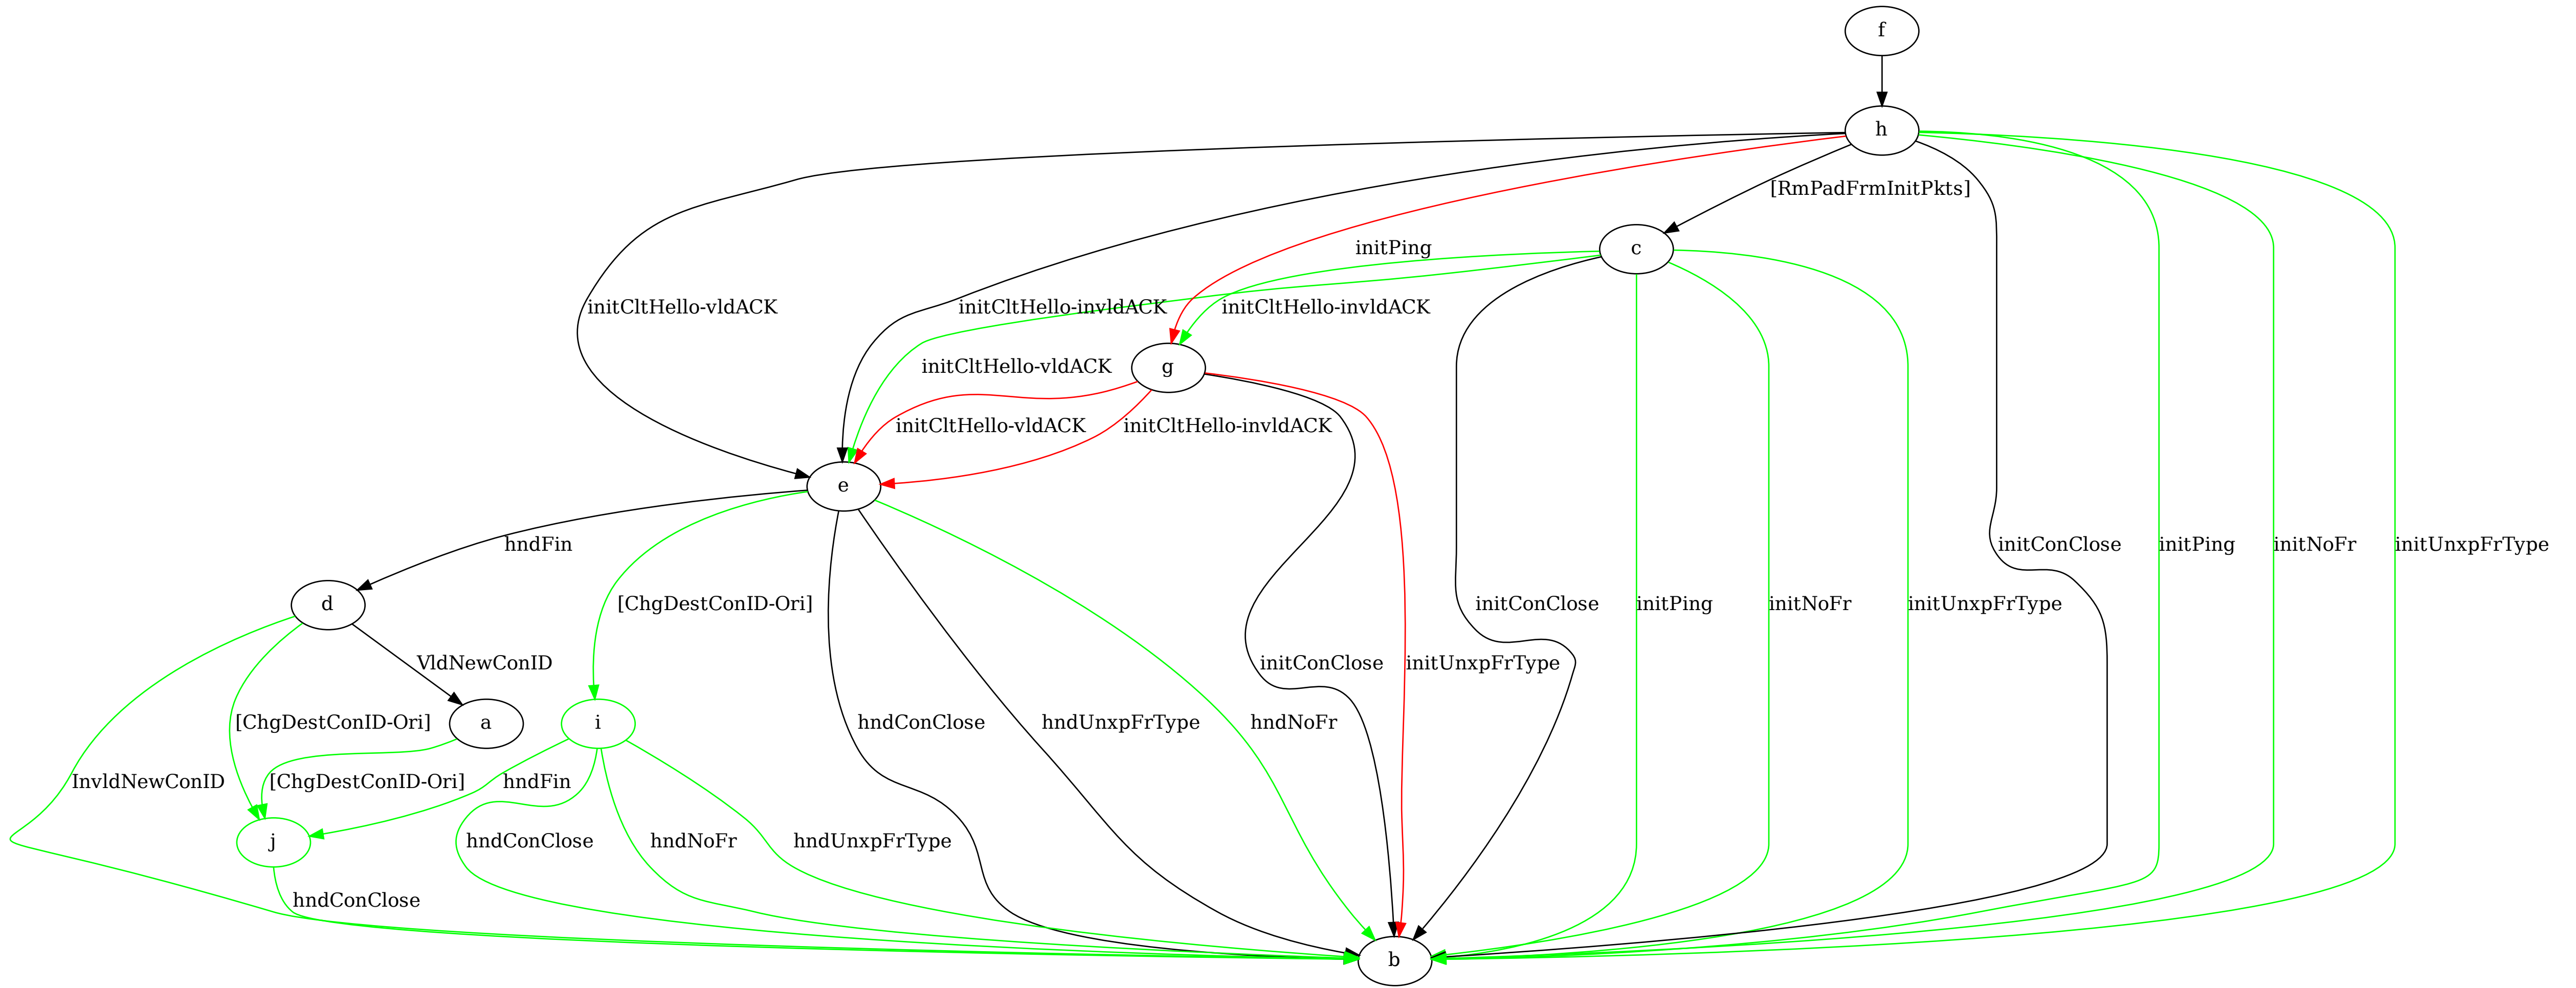 f
h
[RmPadFrmInitPkts]
initPing
c
initCltHello-vldACK
initCltHello-invldACK
initCltHello-invldACK
initCltHello-vldACK
g
initCltHello-vldACK
initCltHello-invldACK
e
hndFin
initConClose
initPing
initNoFr
initUnxpFrType
d
[ChgDestConID-Ori]
initConClose
initPing
initNoFr
initUnxpFrType
VldNewConID
initConClose
initUnxpFrType
[ChgDestConID-Ori]
a
i
hndConClose
hndUnxpFrType
hndNoFr
InvldNewConID
[ChgDestConID-Ori]
hndFin
j
hndConClose
hndNoFr
hndUnxpFrType
hndConClose
b